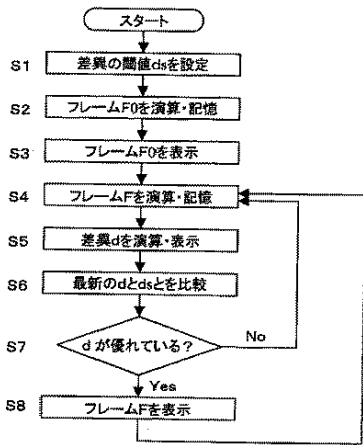 スタート
S1 差異の閾値dsを設定
S2 フレームF0を演算・記憶
S3 フレームF0を表示
S4 フレームFを演算・記憶
S5 差異dを演算・表示
S6 最新のdとdsとを比較
S7 dが優れている？ No
Yes
S8 フレームFを表示